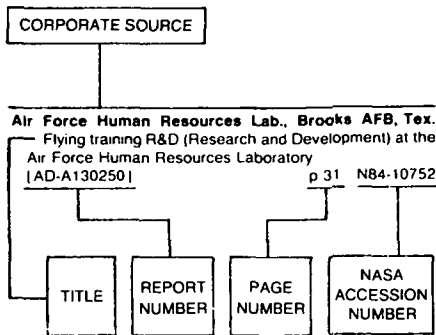 CORPORATE SOURCE
Air Force Human Resources Lab., Brooks AFB, Tex.
Flying training R&D (Research and Development) at the
Air Force Human Resources Laboratory
[AD-A130250] p 31 N84-10752
TITLE
REPORT
NUMBER
PAGE
NUMBER
NASA
ACCESSION
NUMBER